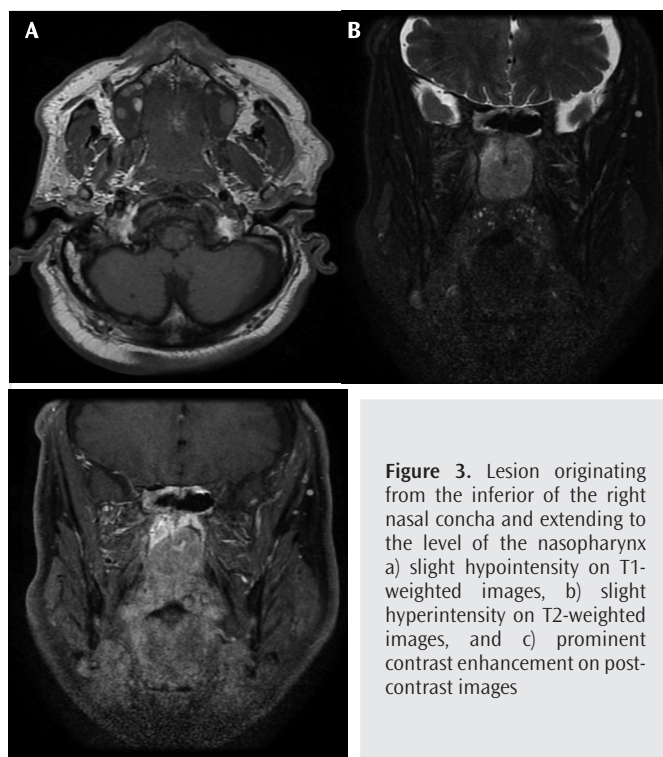 A
B
Figure 3. Lesion originating
from the inferior of the right
nasal concha and extending to
the level of the nasopharynx
a) slight hypointensity on T1-
weighted images, b) slight
hyperintensity on T2-weighted
images, and c) prominent
contrast enhancement on post-
contrast images